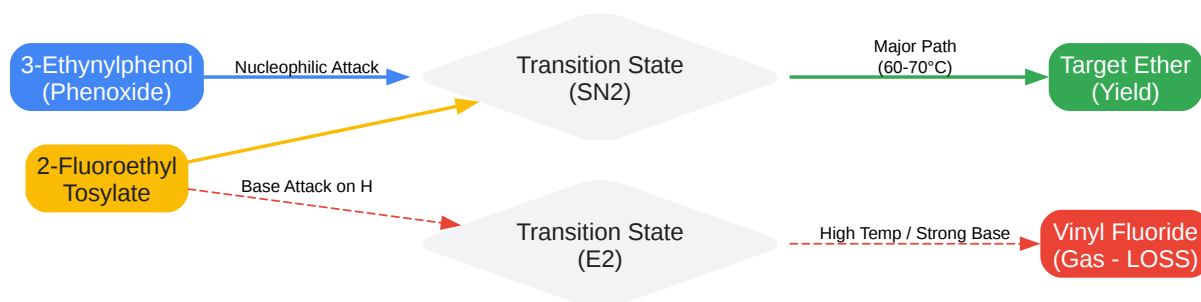 3-Ethynylphenol
(Phenoxide)
Nucleophilic Attack
Transition State
(SN2)
Major Path
(60-70°C)
Target Ether
(Yield)
2-Fluoroethyl
Tosylate
Base Attack on H
Transition State
(E2)
High Temp / Strong Base
Vinyl Fluoride
(Gas - LOSS)